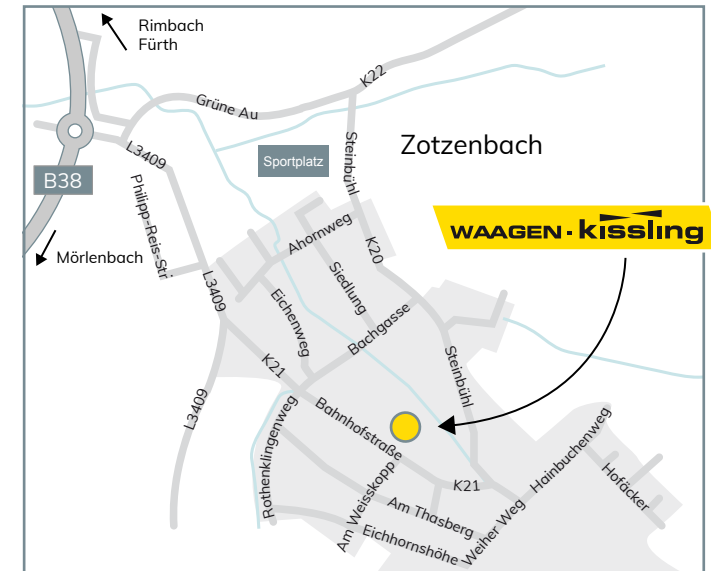 Rimbach
Fürth
K22
Grüne Au
Zotzenbach
L3409
Steinbühl
Sportplatz
B38
Philipp-Reis-Str.
Ahornweg
WAAGEN-kissling
Mörlenbach
K20
L3409
Siedlung
Eichenweg
Bachgasse
Steinbühl
K21
L3409
Rothenklingenweg
Bahnhofstraße
Hainbuchenweg
Hofäcker
Am Weisskopp
K21
Am Thasberg
Weiher Weg
Eichhornshöhe